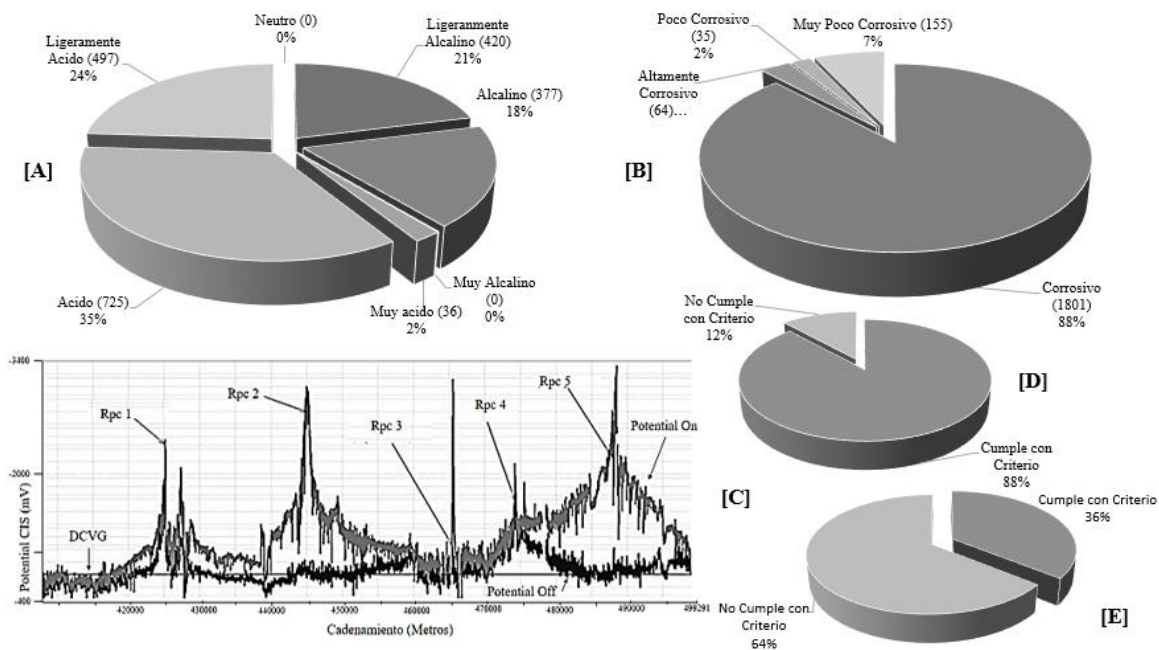 Neutro (0)
0%
Ligeranmente
Alcalino (420)
21%
Alcalino (377)
18%
Muy Alcalino
(0)
0%
Muy acido (36)
2%
Acido (725)
35%
Ligeramente
Acido (497)
24%
[A]
Poco Corrosivo
(35)
2%
Muy Poco Corrosivo (155)
7%
Altamente
Corrosivo
(64)...
Corrosivo
(1801)
88%
[B]
-3400
-2000
-400
Potencial CIS (mV)
Rpc 1
Rpc 2
Rpc 3
Rpc 4
Rpc 5
Potential On
DCVG
Potential Off
420000
430000
440000
450000
460000
470000
480000
490000
499291
Cadenamiento (Metros)
[C]
No Cumple
con Criterio
12%
Cumple con
Criterio
88%
[D]
Cumple con Criterio
36%
No Cumple con
Criterio
64%
[E]